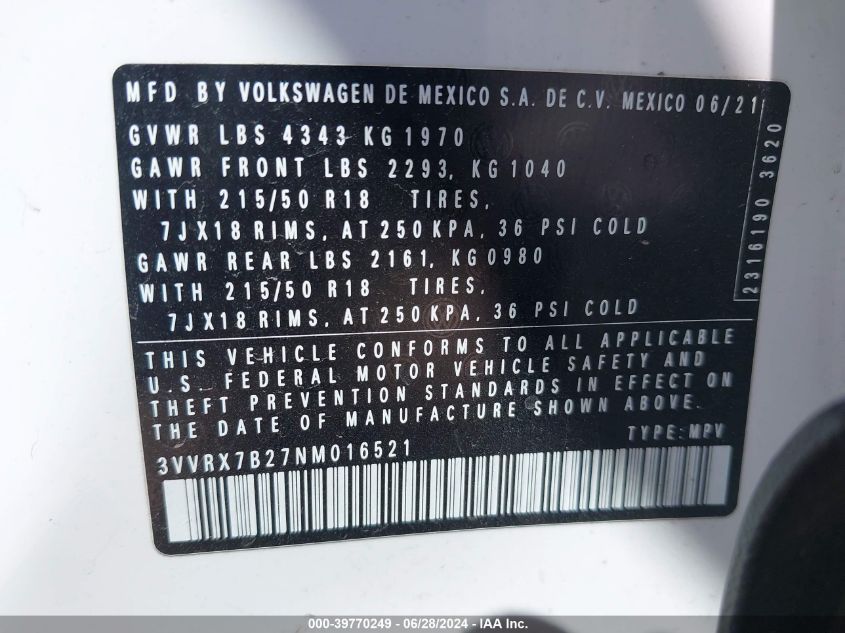 MFD BY VOLKSWAGEN DE MEXICO S.A. DE C.V. MEXICO 06/21
GVWR LBS 4343 KG 1970
GAWR FRONT LBS 2293, KG 1040
WITH 215/50 R18 TIRES,
7JX18 RIMS, AT 250 KPA, 36 PSI COLD
GAWR REAR LBS 2161, KG 0980
WITH 215/50 R18 TIRES,
7JX18 RIMS, AT 250 KPA, 36 PSI COLD
2316190 3620
THIS VEHICLE CONFORMS TO ALL APPLICABLE
U.S. FEDERAL MOTOR VEHICLE SAFETY AND
THEFT PREVENTION STANDARDS IN EFFECT ON
THE DATE OF MANUFACTURE SHOWN ABOVE.
TYPE: MPV
3VVRX7B27NM016521
000-39770249 - 06/28/2024 - IAAI.com